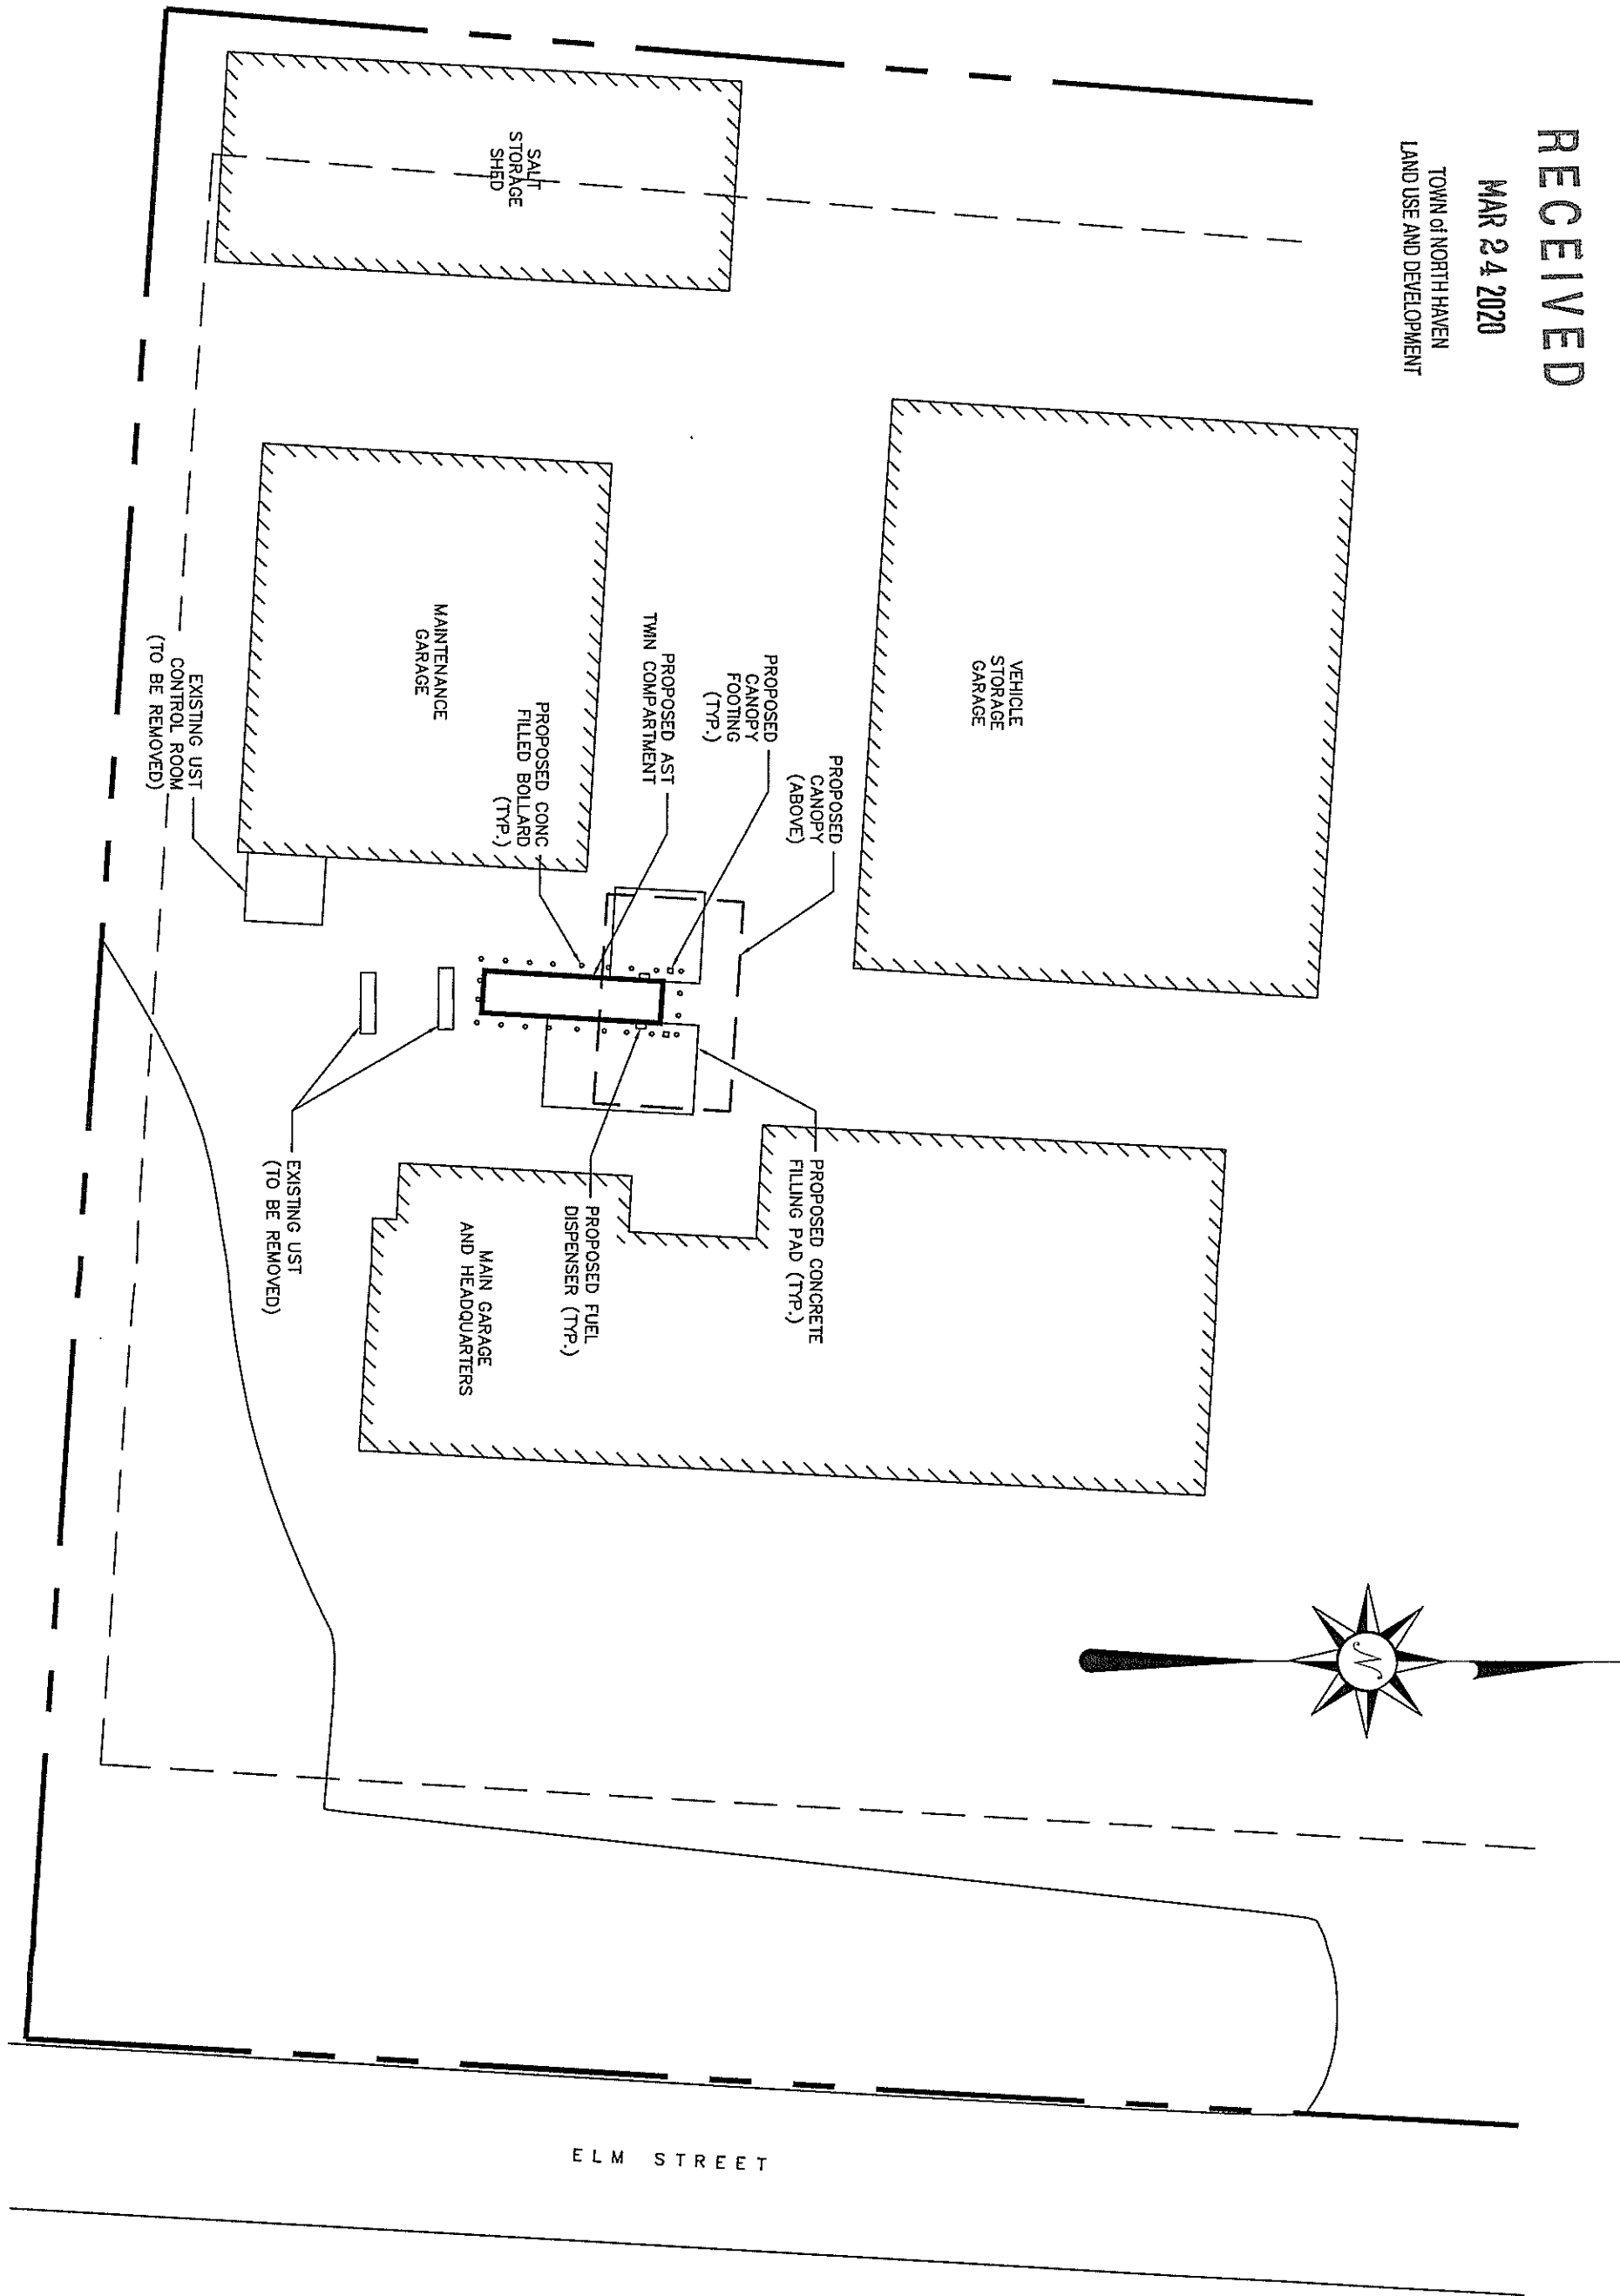 RECEIVED
MAR 24 2020
TOWN of NORTH HAVEN
LAND USE AND DEVELOPMENT
SALT
STORAGE
SHED
VEHICLE
STORAGE
GARAGE
MAINTENANCE
GARAGE
PROPOSED
CANOPY
(ABOVE)
PROPOSED
CANOPY
FOOTING
(TYP.)
PROPOSED AST
TWIN COMPARTMENT
PROPOSED CONC
FILLED BOLLARD
(TYP.)
EXISTING UST
CONTROL ROOM
(TO BE REMOVED)
PROPOSED CONCRETE
FILLING PAD (TYP.)
PROPOSED FUEL
DISPENSER (TYP.)
MAIN GARAGE
AND HEADQUARTERS
EXISTING UST
(TO BE REMOVED)
N
ELM STREET